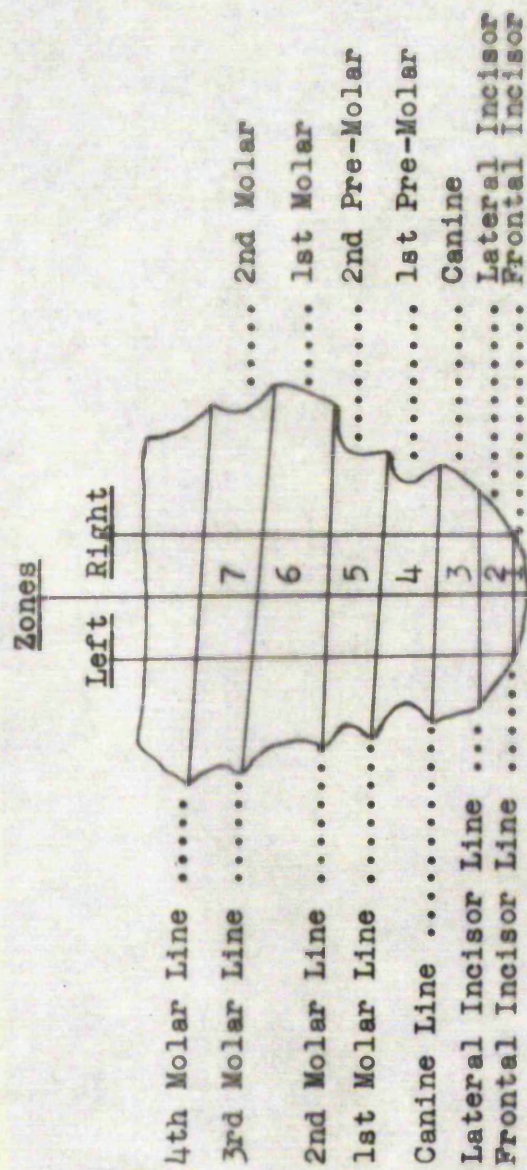 Zones
Left Right
4th Molar Line .....
3rd Molar Line .......
2nd Molar Line ........
1st Molar Line .........
Canine Line ...........
Lateral Incisor Line ...
Frontal Incisor Line ......
7
6
5
4
3
2
1
..... 2nd Molar
..... 1st Molar
......... 2nd Pre-Molar
........ 1st Pre-Molar
.......... Canine
............ Lateral Incisor
............... Frontal Incisor